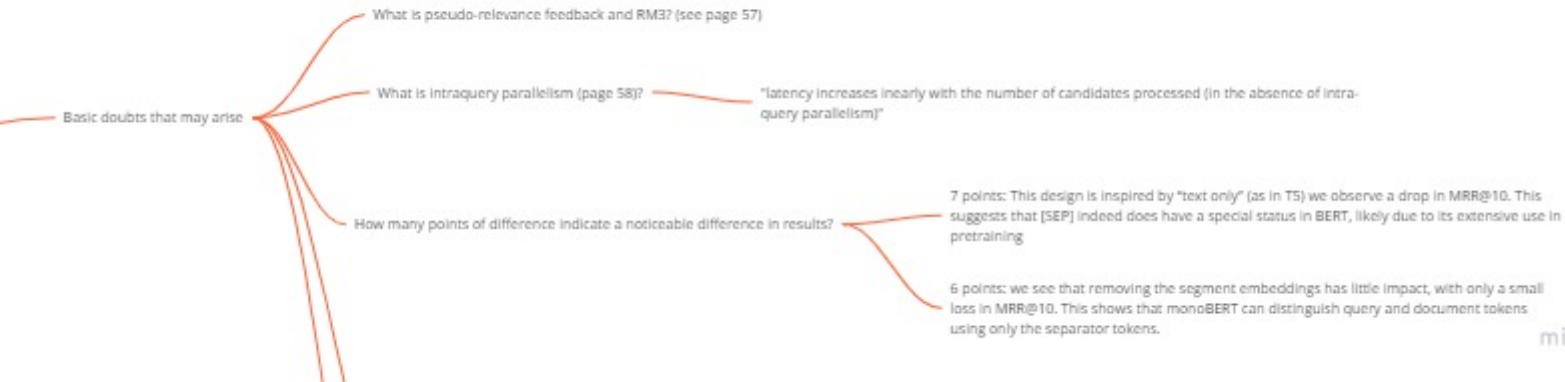 What is pseudo-relevance feedback and RM3? (see page 57)
What is intraquery parallelism (page 58)?
"latency increases inearly with the number of candidates processed (in the absence of intra-
query parallelism)"
Basic doubts that may arise
How many points of difference indicate a noticeable difference in results?
7 points: This design is inspired by "text only" (as in T5) we observe a drop in MRR@10. This
suggests that [SEP] indeed does have a special status in BERT, likely due to its extensive use in
pretraining
6 points: we see that removing the segment embeddings has little impact, with only a small
loss in MRR@10. This shows that monoBERT can distinguish query and document tokens
using only the separator tokens.
mi